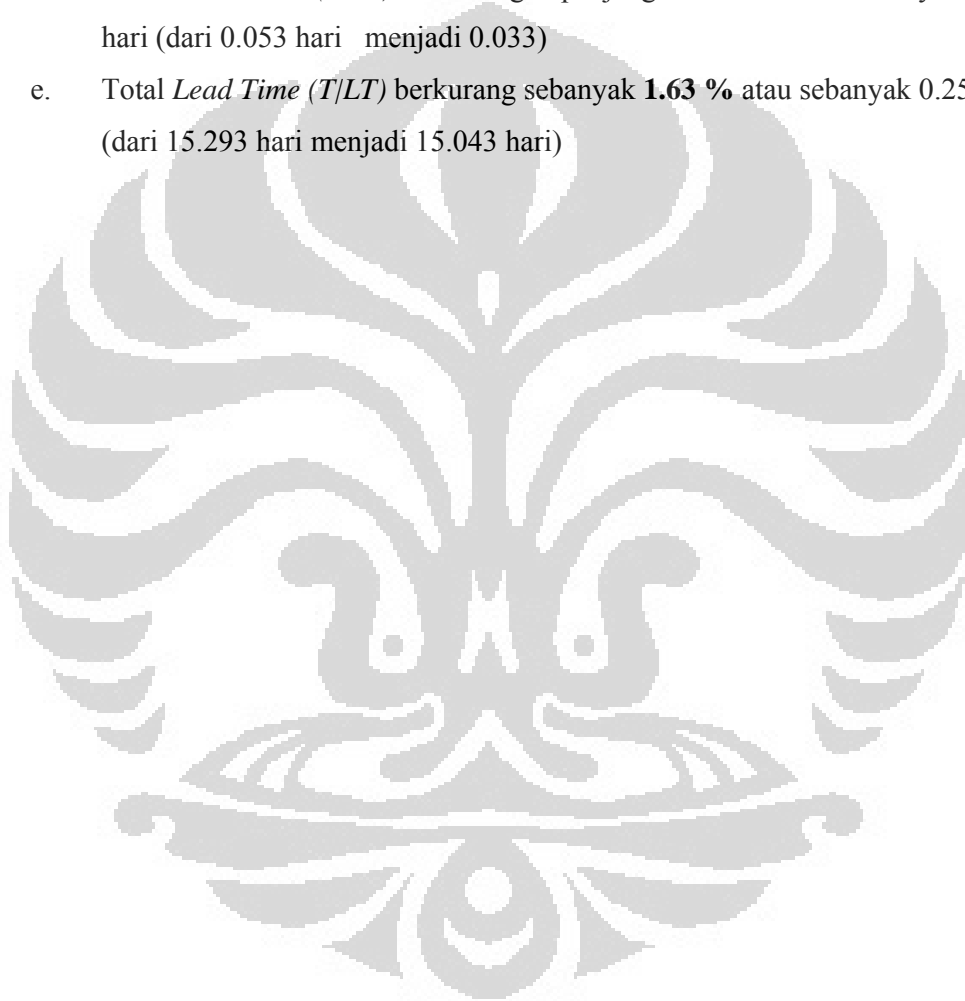 hari (dari 0.053 hari menjadi 0.033)
e. Total Lead Time (T/LT) berkurang sebanyak 1.63 % atau sebanyak 0.25
(dari 15.293 hari menjadi 15.043 hari)